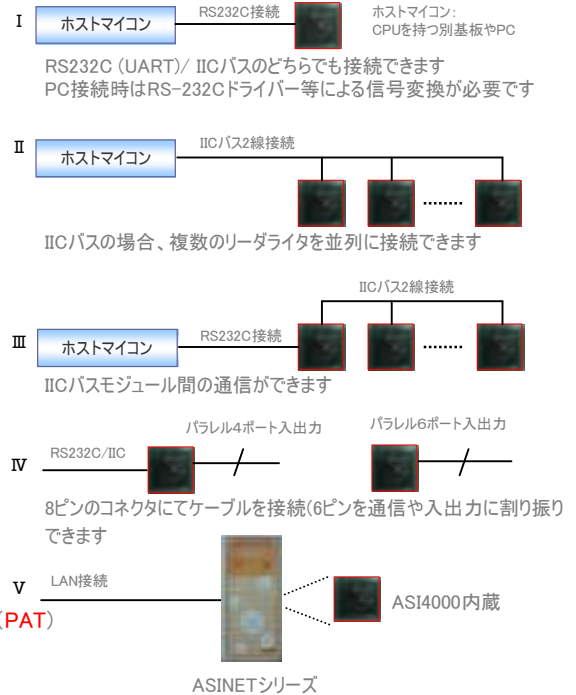 I
ホストマイコン
RS232C接続
ホストマイコン:
CPUを持つ別基板やPC
RS232C (UART)/ IICバスのどちらでも接続できます
PC接続時はRS-232Cドライバー等による信号変換が必要です
II
ホストマイコン
IICバス2線接続
IICバスの場合、複数のリーダライタを並列に接続できます
IICバス2線接続
III
ホストマイコン
RS232C接続
IICバスモジュール間の通信ができます
パラレル4ポート入出力
パラレル6ポート入出力
IV
RS232C/IIC
8ピンのコネクタにてケーブルを接続(6ピンを通信や入出力に割り振り
できます
V
LAN接続
(PAT)
ASI4000内蔵
ASINETシリーズ